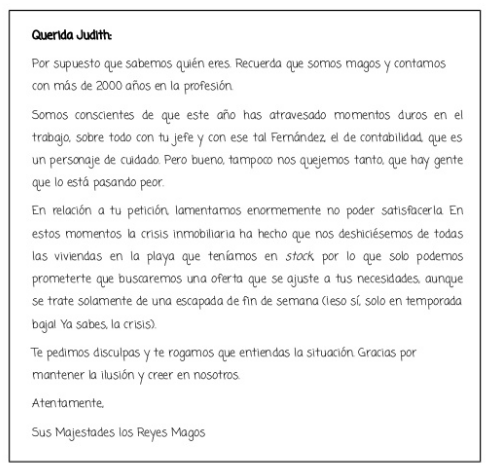 Querida Judith:
Por supuesto que sabemos quién eres. Recuerda que somos magos y contamos
con más de 2000 años en la profesión.
Somos conscientes de que este año has atravesado momentos duros en el
trabajo, sobre todo con tu jefe y con ese tal Fernández, el de contabilidad, que es
un personaje de cuidado. Pero bueno, tampoco nos quejemos tanto, que hay gente
que lo está pasando peor.
En relación a tu petición, lamentamos enormemente no poder satisfacerla. En
estos momentos la crisis inmobiliaria ha hecho que nos deshiciésemos de todas
las viviendas en la playa que teníamos en stock, por lo que solo podemos
prometerte que buscaremos una oferta que se ajuste a tus necesidades, aunque
se trate solamente de una escapada de fin de semana (¡eso sí, solo en temporada
baja! Ya sabes, la crisis).
Te pedimos disculpas y te rogamos que entiendas la situación. Gracias por
mantener la ilusión y creer en nosotros.
Atentamente,
Sus Majestades los Reyes Magos